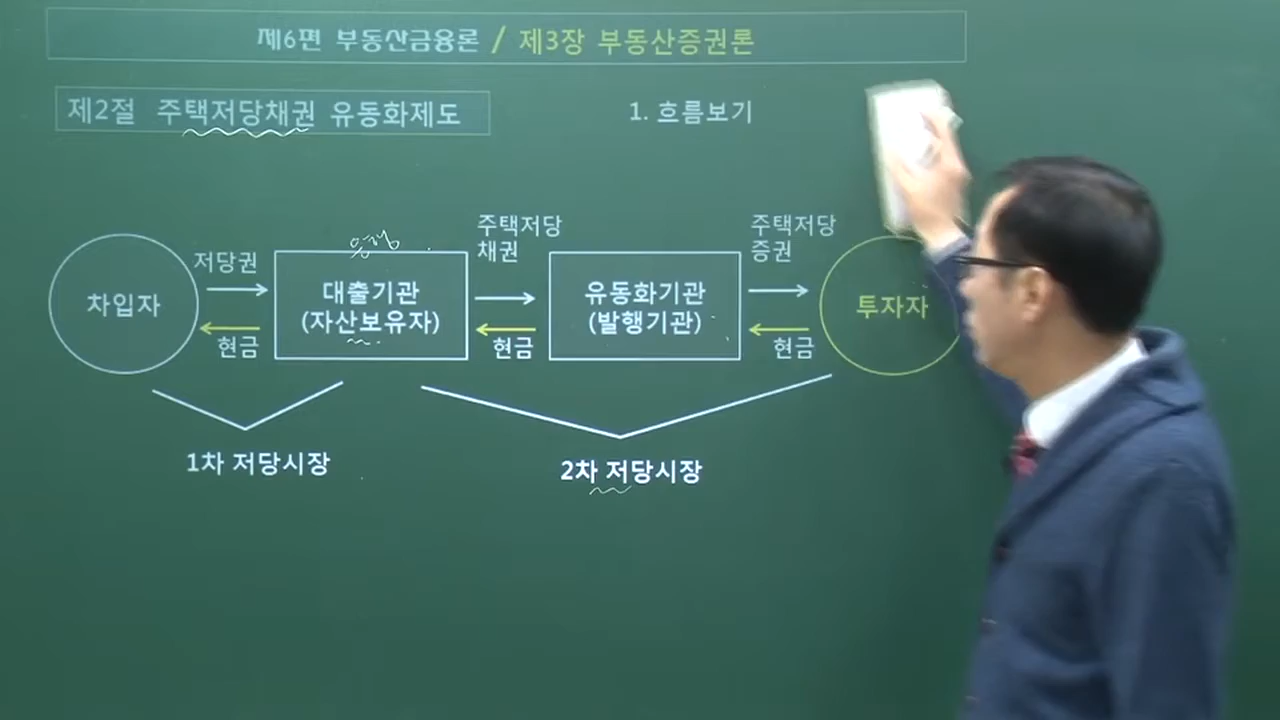 제6편 부동산금융론 / 제3장 부동산증권론
제2절 주택저당채권 유동화제도
1. 흐름보기
차입자
저당권
현금
은행
대출기관
(자산보유자)
주택저당
채권
현금
유동화기관
(발행기관)
주택저당
증권
현금
투자자
1차 저당시장
2차 저당시장